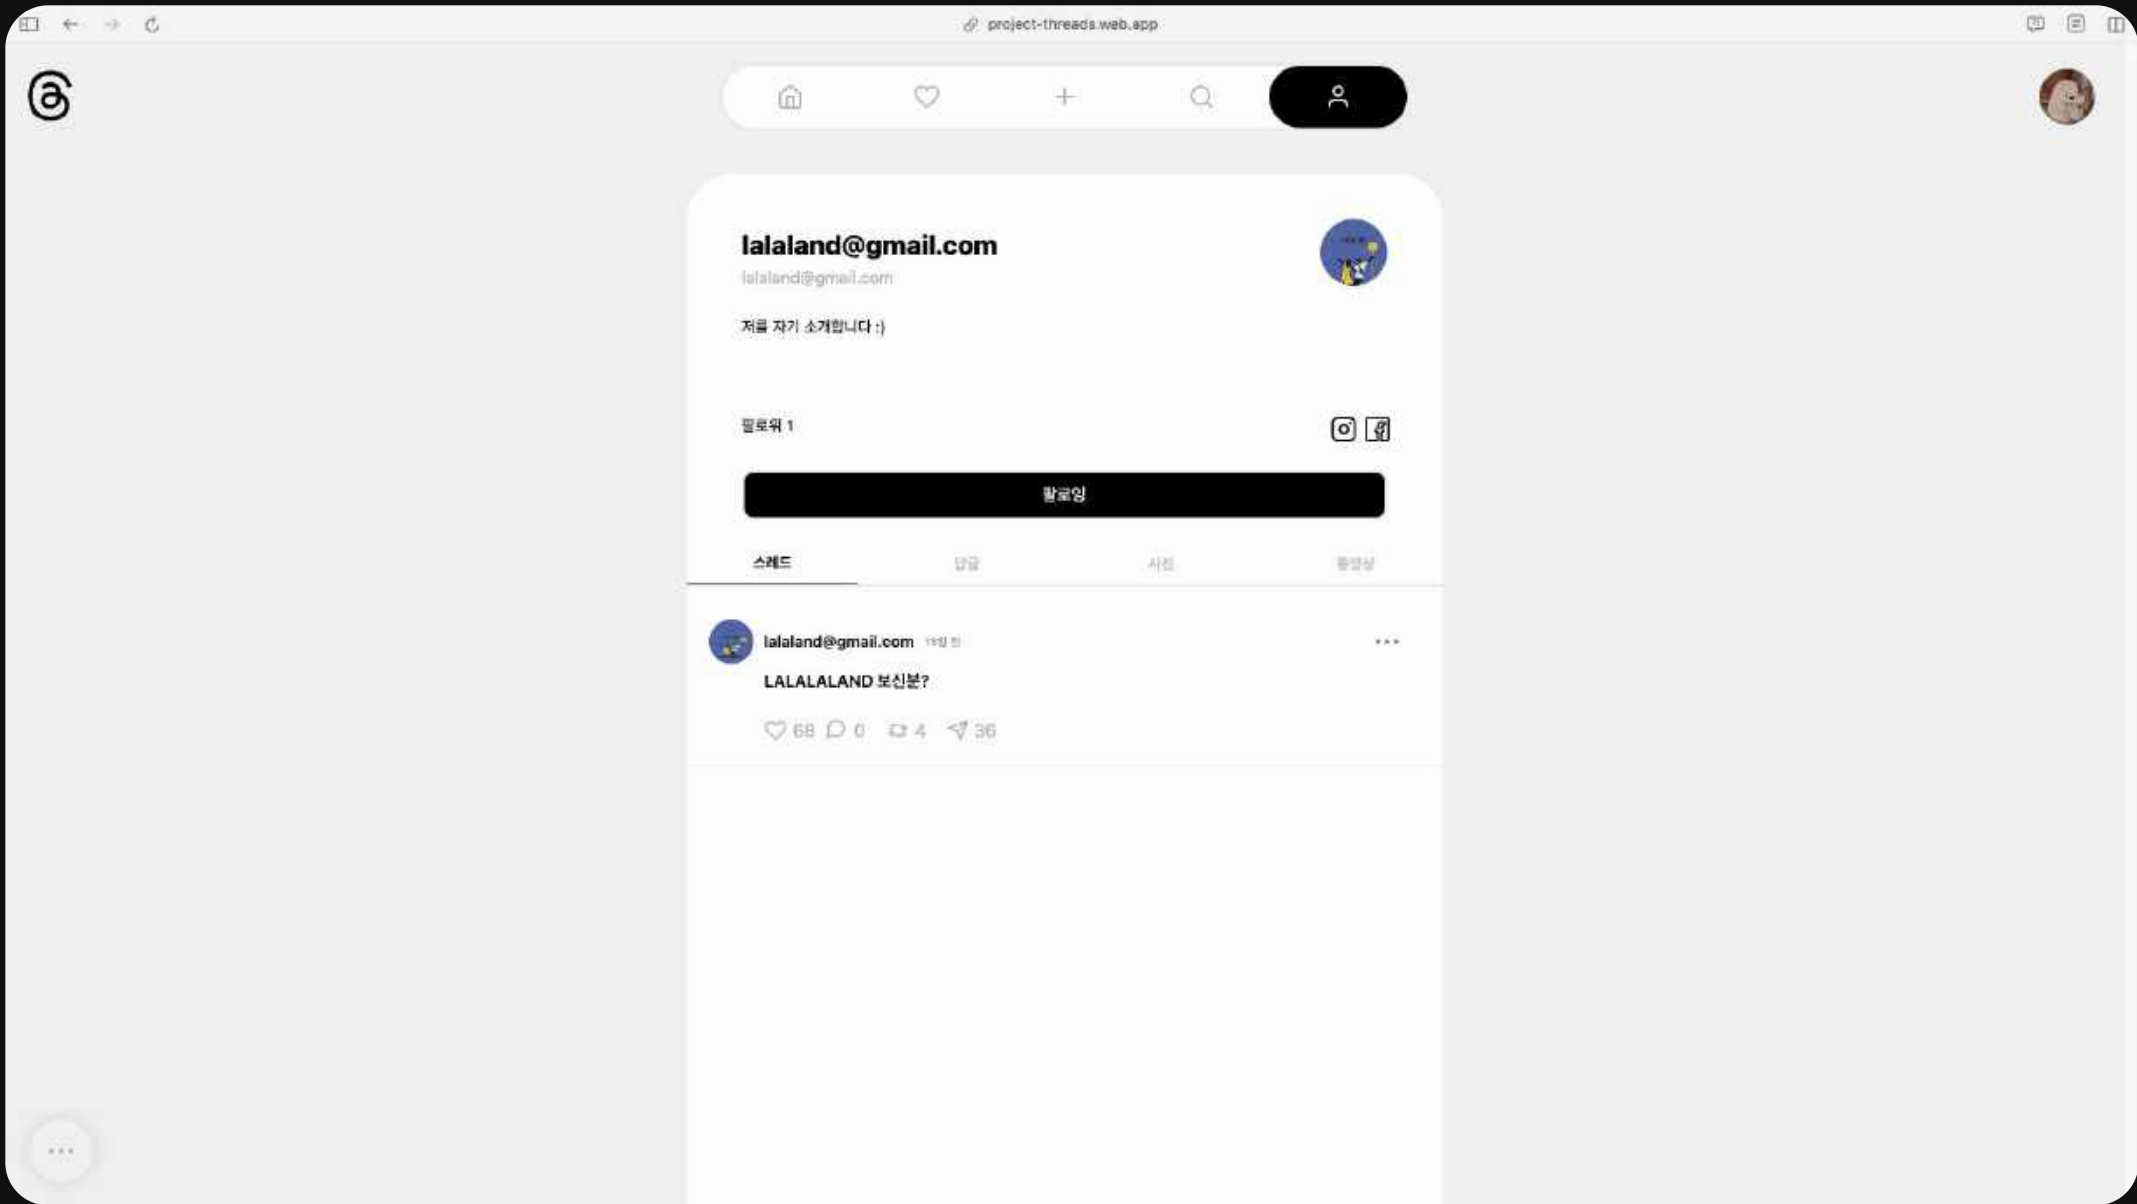 project-threads.web.app
lalaland@gmail.com
lalaland@gmail.com
저를 자기 소개합니다 :)
팔로워 1
팔로잉
스레드
답글
사진
동영상
lalaland@gmail.com
LALALALAND 보신분?
68 0 4 36